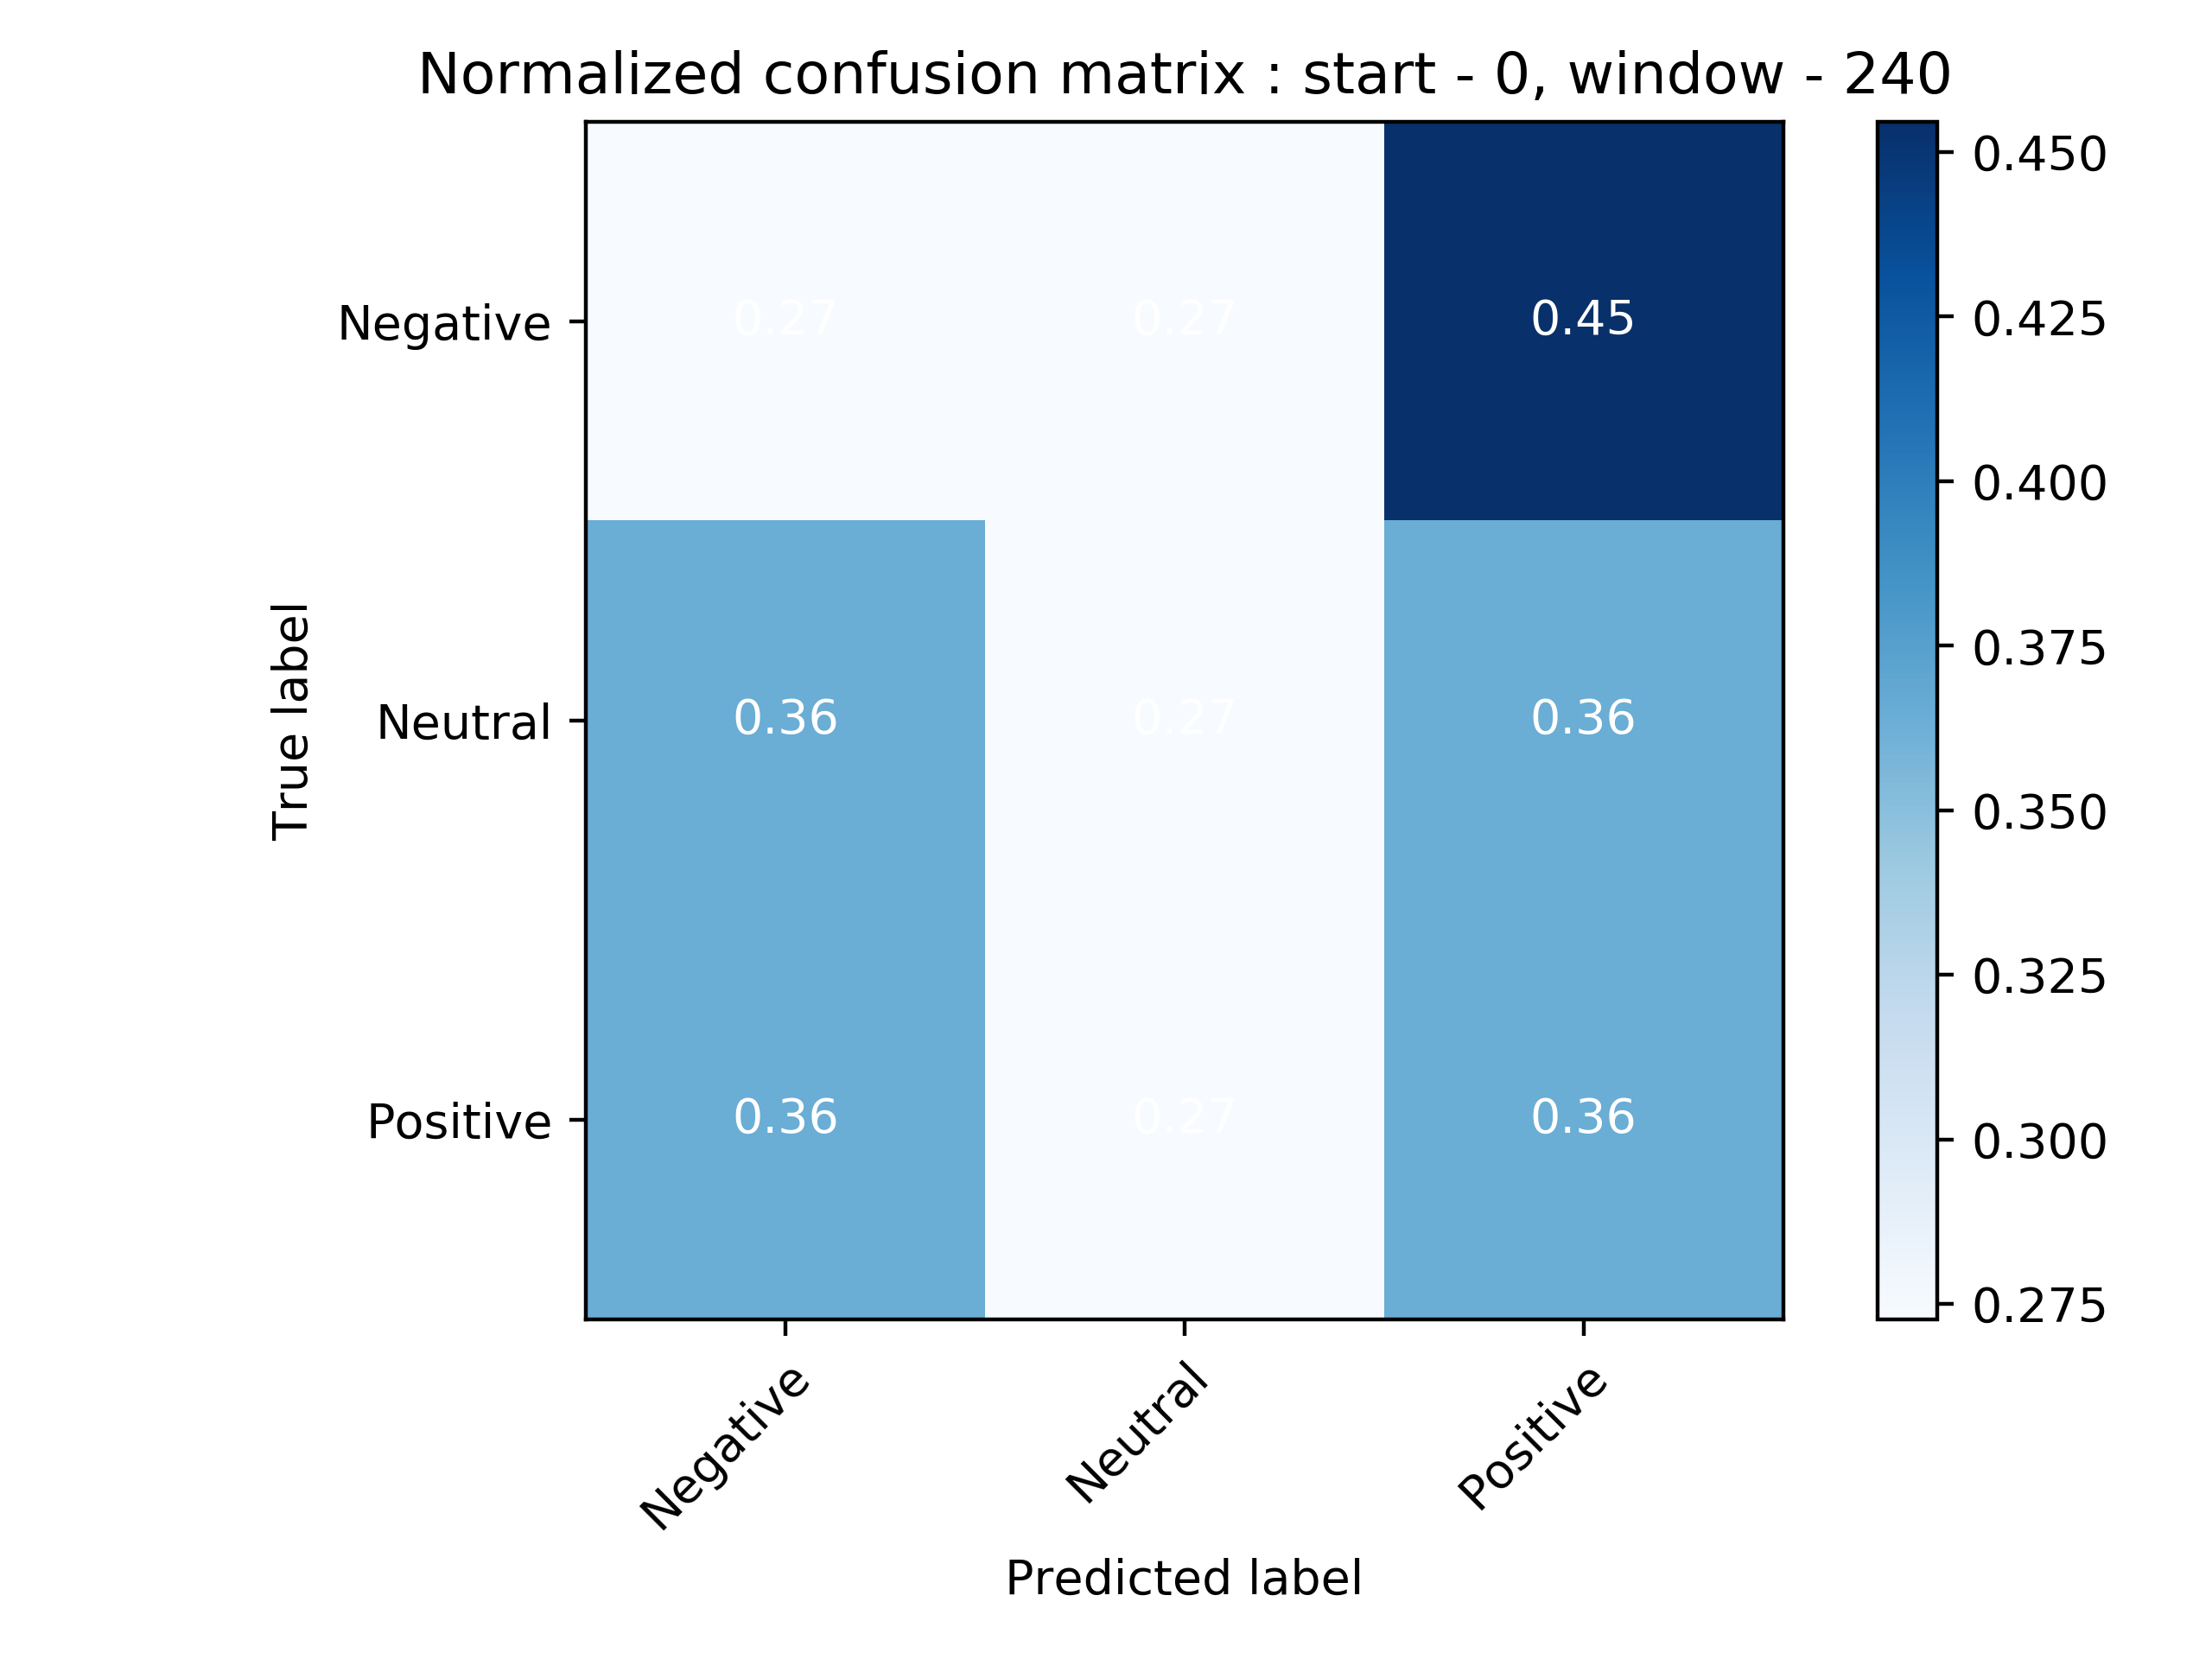 Normalized confusion matrix : start - 0, window - 240
Negative
Neutral
Positive
True label
0.27
0.27
0.45
0.36
0.27
0.36
0.36
0.27
0.36
Negative
Neutral
Positive
Predicted label
0.450
0.425
0.400
0.375
0.350
0.325
0.300
0.275